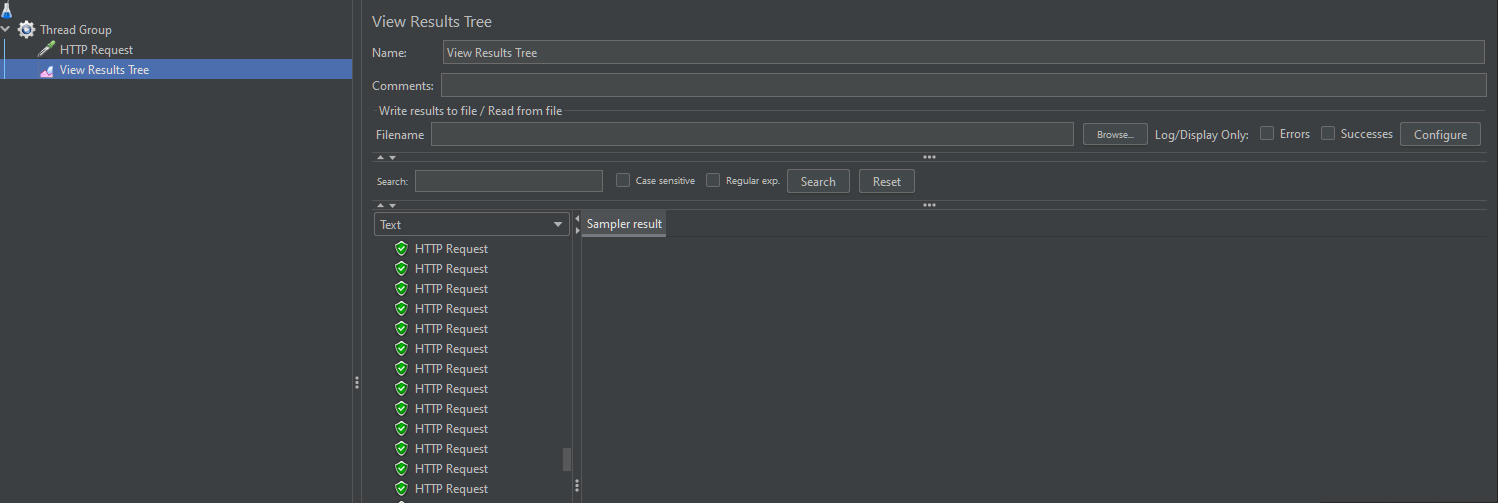 Thread Group
HTTP Request
View Results Tree
View Results Tree
Name: View Results Tree
Comments:
Write results to file / Read from file
Filename Browse... Log/Display Only: Errors Successes Configure
Search: Case sensitive Regular exp. Search Reset
Text Sampler result
HTTP Request
HTTP Request
HTTP Request
HTTP Request
HTTP Request
HTTP Request
HTTP Request
HTTP Request
HTTP Request
HTTP Request
HTTP Request
HTTP Request
HTTP Request